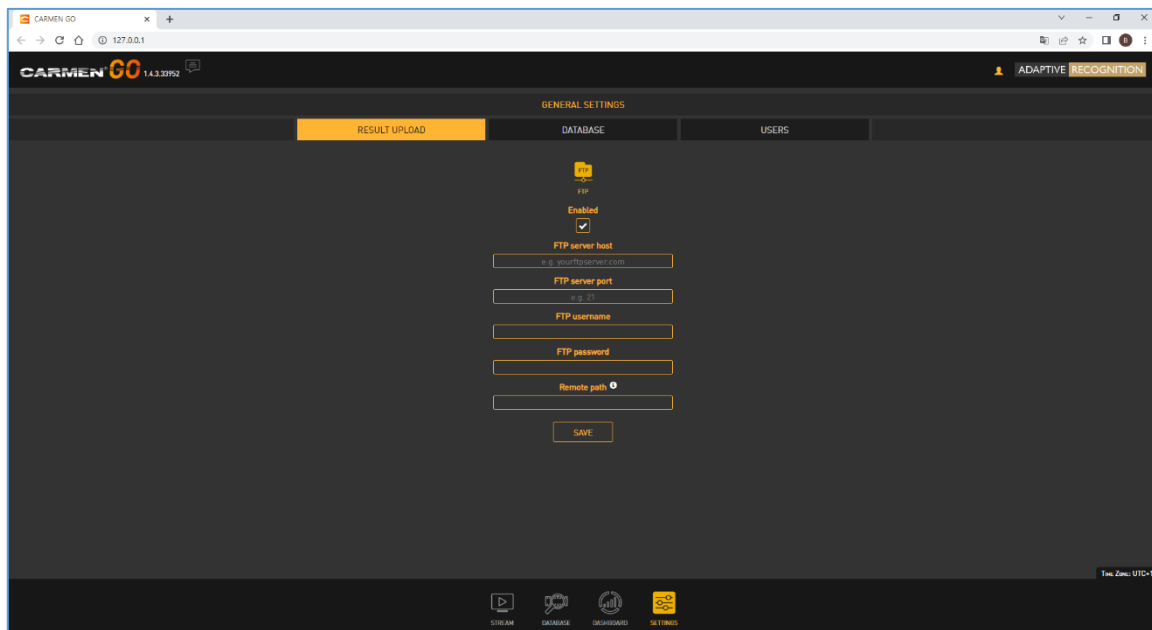 CARMEN GO
127.0.0.1
B
CARMEN® GO 1.4.3.33952
ADAPTIVE RECOGNITION
GENERAL SETTINGS
RESULT UPLOAD DATABASE USERS
FTP
FTP
Enabled
FTP server host
e.g. yourftpserver.com
FTP server port
e.g. 21
FTP username
FTP password
Remote path
SAVE
TIME ZONE: UTC+1
STREAM DATABASE DASHBOARD SETTINGS